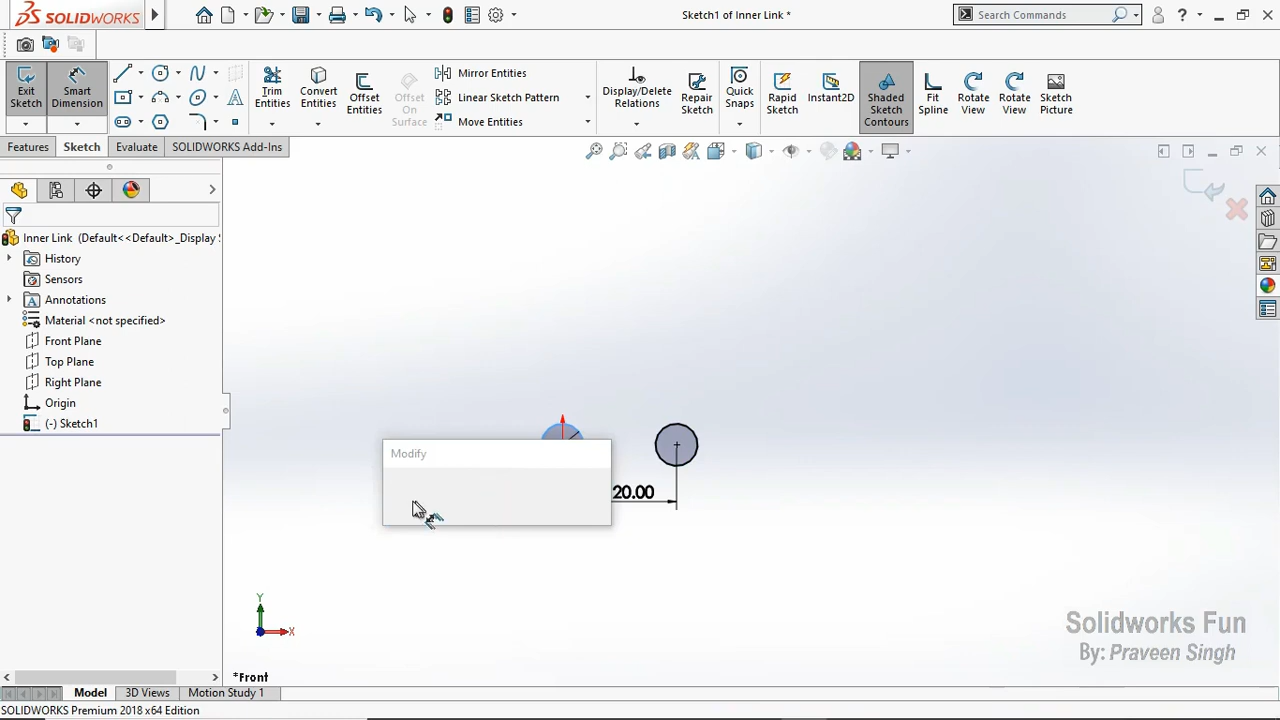 SOLIDWORKS
Sketch1 of Inner Link *
Search Commands
Exit Sketch
Smart Dimension
Trim Entities
Convert Entities
Offset Entities
Offset On Surface
Mirror Entities
Linear Sketch Pattern
Move Entities
Display/Delete Relations
Repair Sketch
Quick Snaps
Rapid Sketch
Instant2D
Shaded Sketch Contours
Fit Spline
Rotate View
Rotate View
Sketch Picture
Features
Sketch
Evaluate
SOLIDWORKS Add-Ins
Inner Link (Default<<Default>_Display
History
Sensors
Annotations
Material <not specified>
Front Plane
Top Plane
Right Plane
Origin
(-) Sketch1
Modify
20.00
Y
X
*Front
Solidworks Fun
By: Praveen Singh
Model
3D Views
Motion Study 1
SOLIDWORKS Premium 2018 x64 Edition